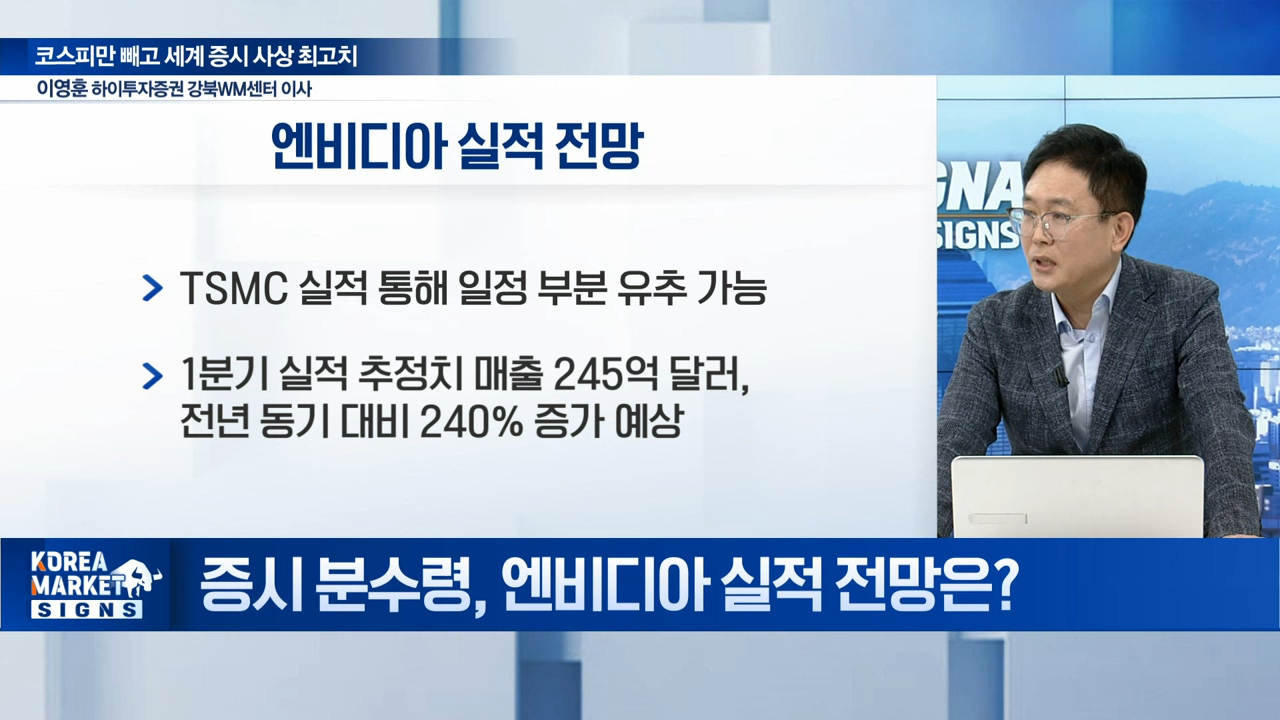 코스피만 빼고 세계 증시 사상 최고치
이영훈 하이투자증권 강북WM센터 이사
엔비디아 실적 전망
TSMC 실적 통해 일정 부분 유추 가능
1분기 실적 추정치 매출 245억 달러,
전년 동기 대비 240% 증가 예상
GNA
SIGNS
KOREA
MARKET
SIGNS
증시 분수령, 엔비디아 실적 전망은?